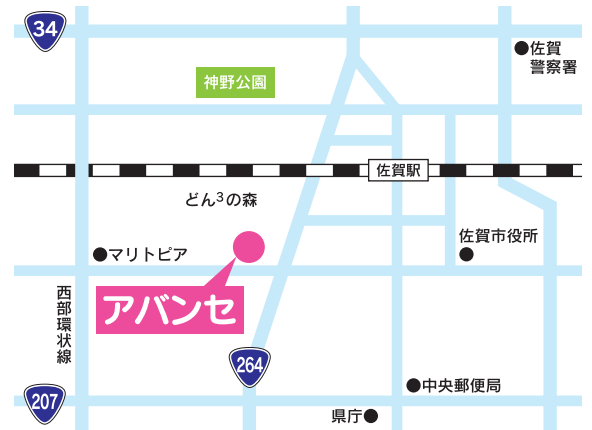 34
佐賀
警察署
神野公園
佐賀駅
どん3の森
佐賀市役所
マリトピア
アバンセ
西部環状線
264
207
中央郵便局
県庁